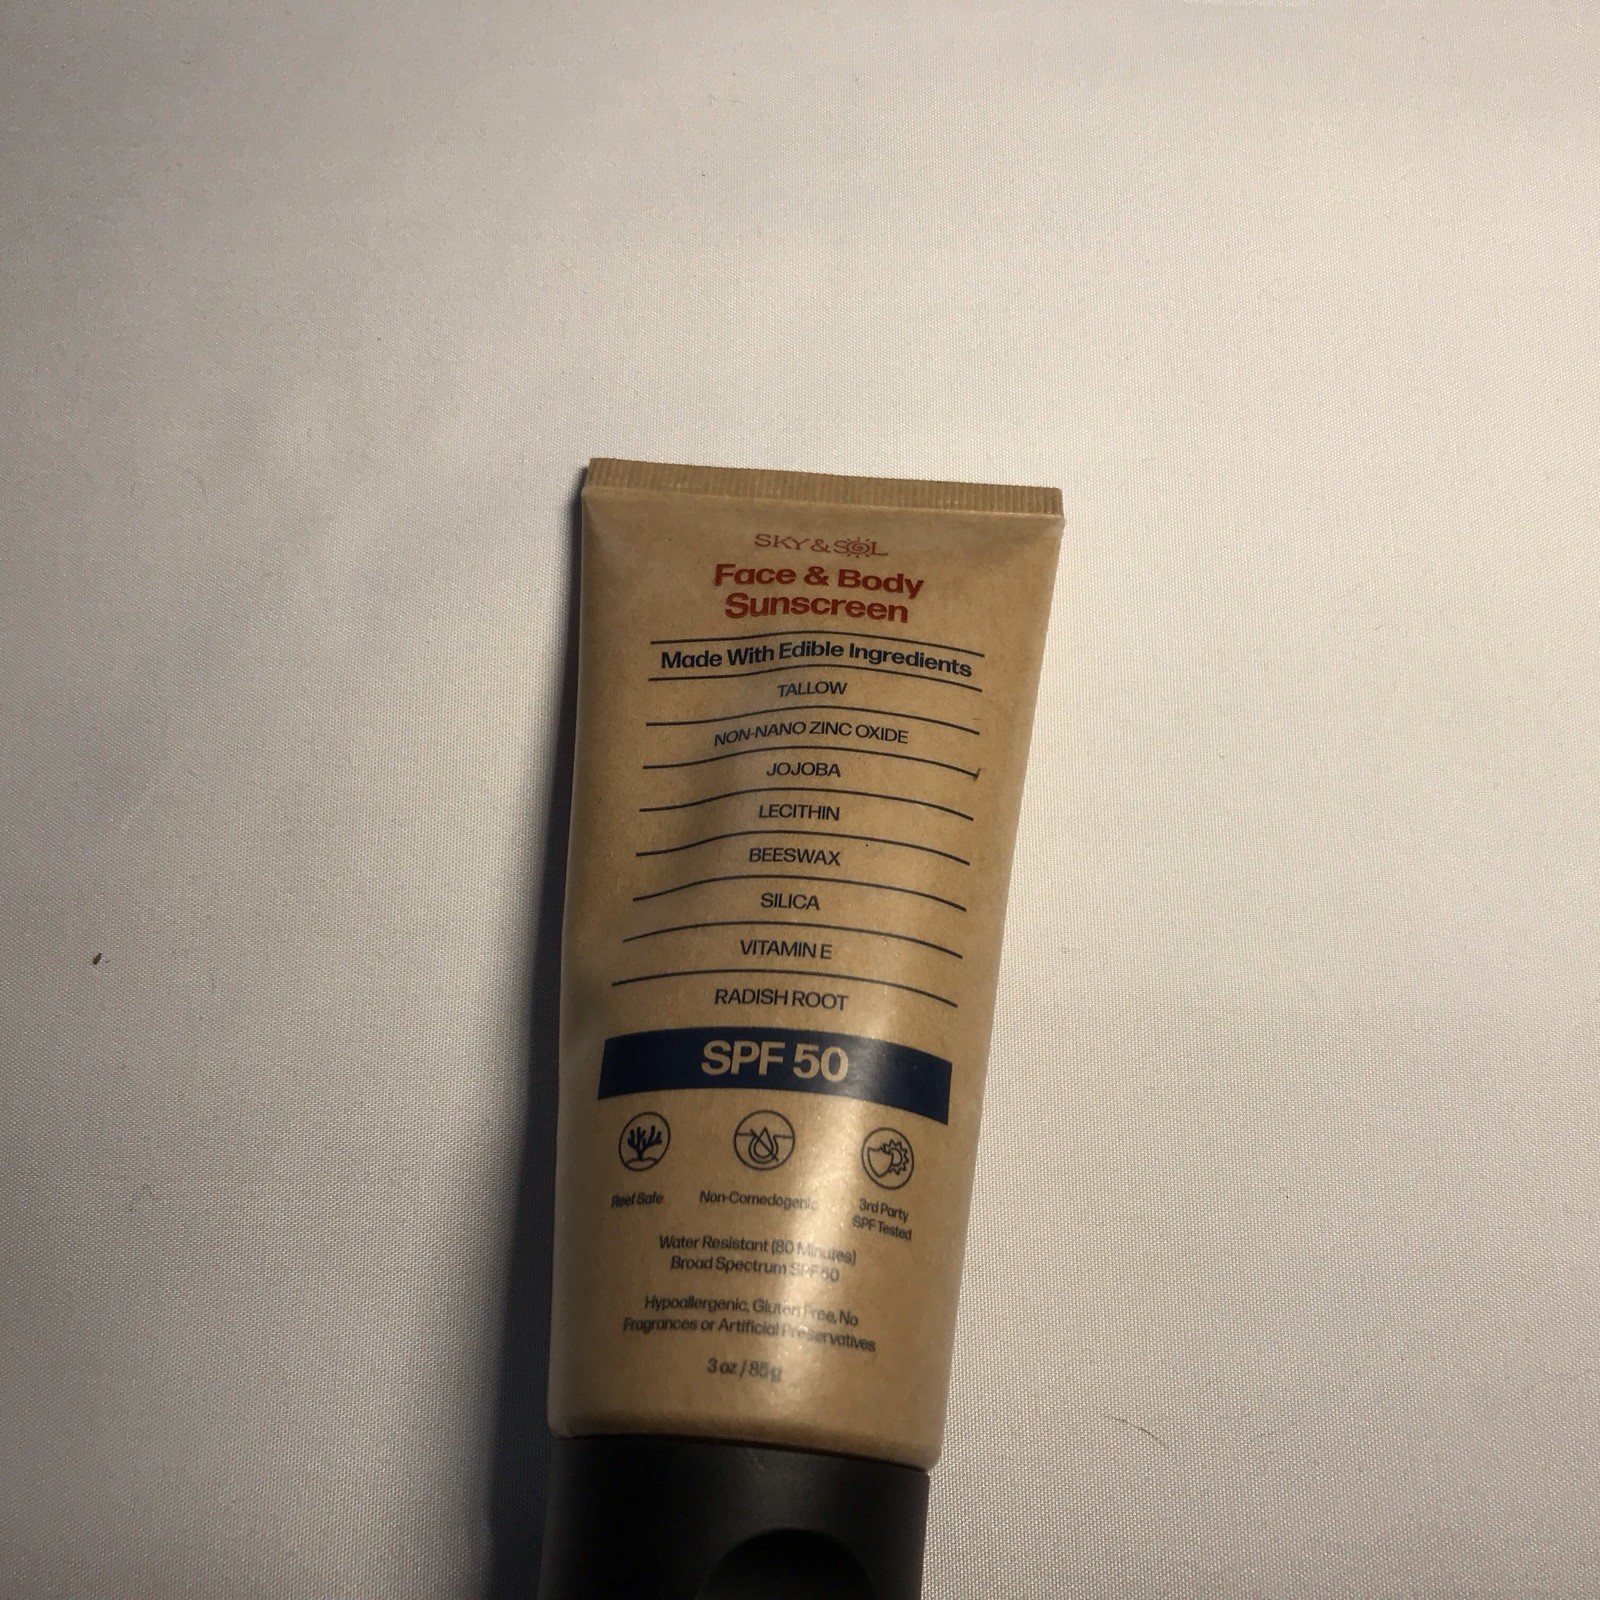 SKY & SOL
Face & Body
Sunscreen
Made With Edible Ingredients
TALLOW
NON-NANO ZINC OXIDE
JOJOBA
LECITHIN
BEESWAX
SILICA
VITAMIN E
RADISH ROOT
SPF 50
Reef Safe
Non-Comedogenic
3rd Party
SPF Tested
Water Resistant (80 Minutes)
Broad Spectrum SPF 50
Hypoallergenic, Gluten Free, No
Fragrances or Artificial Preservatives
3 oz / 85 g